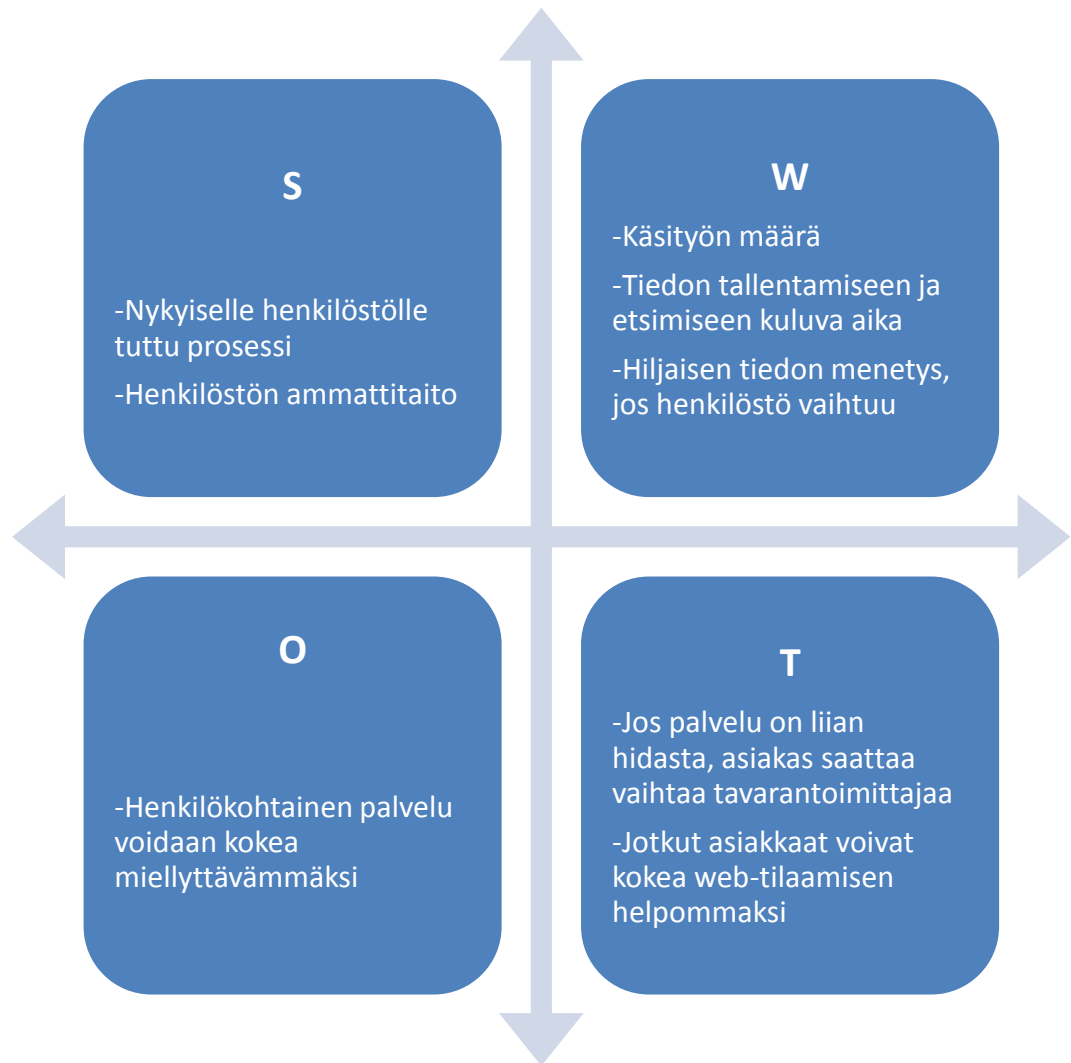 S
-Nykyiselle henkilöstölle
tuttu prosessi
-Henkilöstön ammattitaito
W
-Käsityön määrä
-Tiedon tallentamiseen ja
etsimiseen kuluva aika
-Hiljaisen tiedon menetys,
jos henkilöstö vaihtuu
O
-Henkilökohtainen palvelu
voidaan kokea
miellyttävämmäksi
T
-Jos palvelu on liian
hidasta, asiakas saattaa
vaihtaa tavarantoimittajaa
-Jotkut asiakkaat voivat
kokea web-tilaamisen
helpommaksi